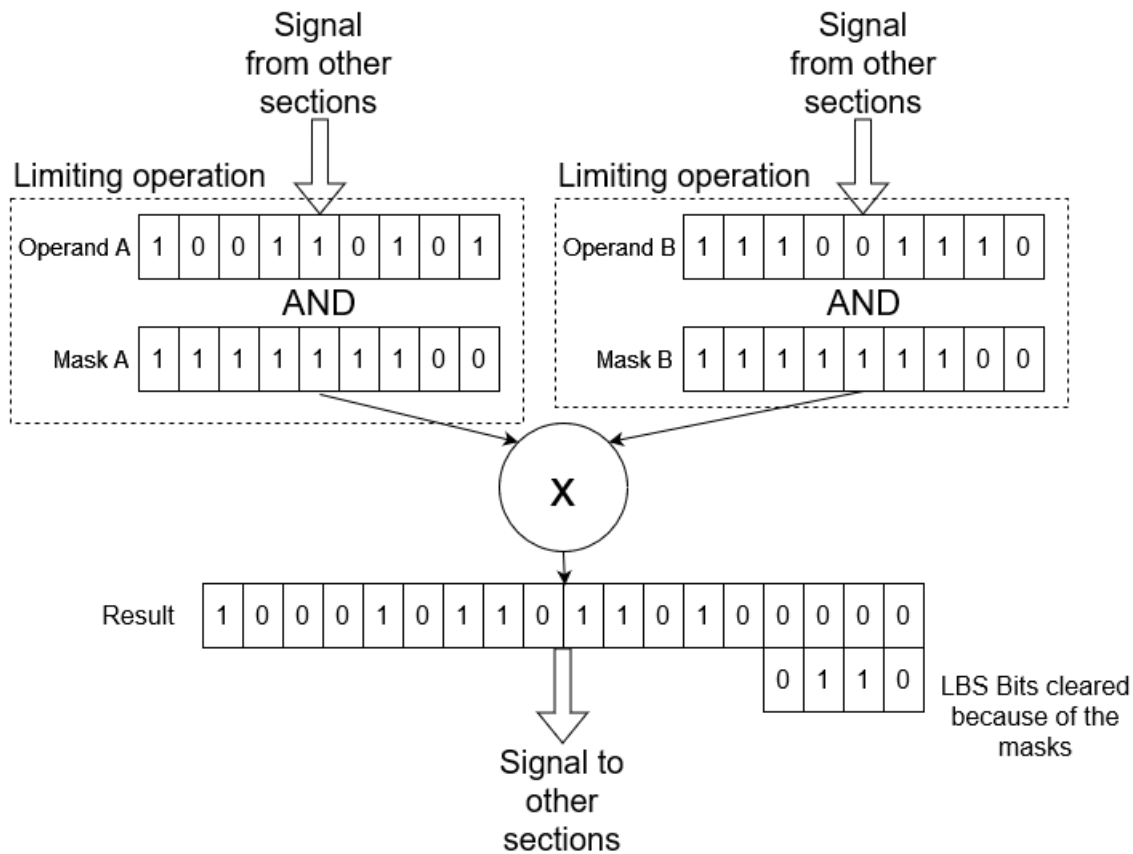 Signal
from other
sections
Signal
from other
sections
Limiting operation
Limiting operation
Operand A 1 0 0 1 1 0 1 0 1
Operand B 1 1 1 0 0 1 1 1 0
AND
AND
Mask A 1 1 1 1 1 1 1 0 0
Mask B 1 1 1 1 1 1 1 0 0
X
Result 1 0 0 0 1 0 1 1 0 1 1 0 1 0 0 0 0 0
0 1 1 0
LBS Bits cleared
because of the
masks
Signal to
other
sections